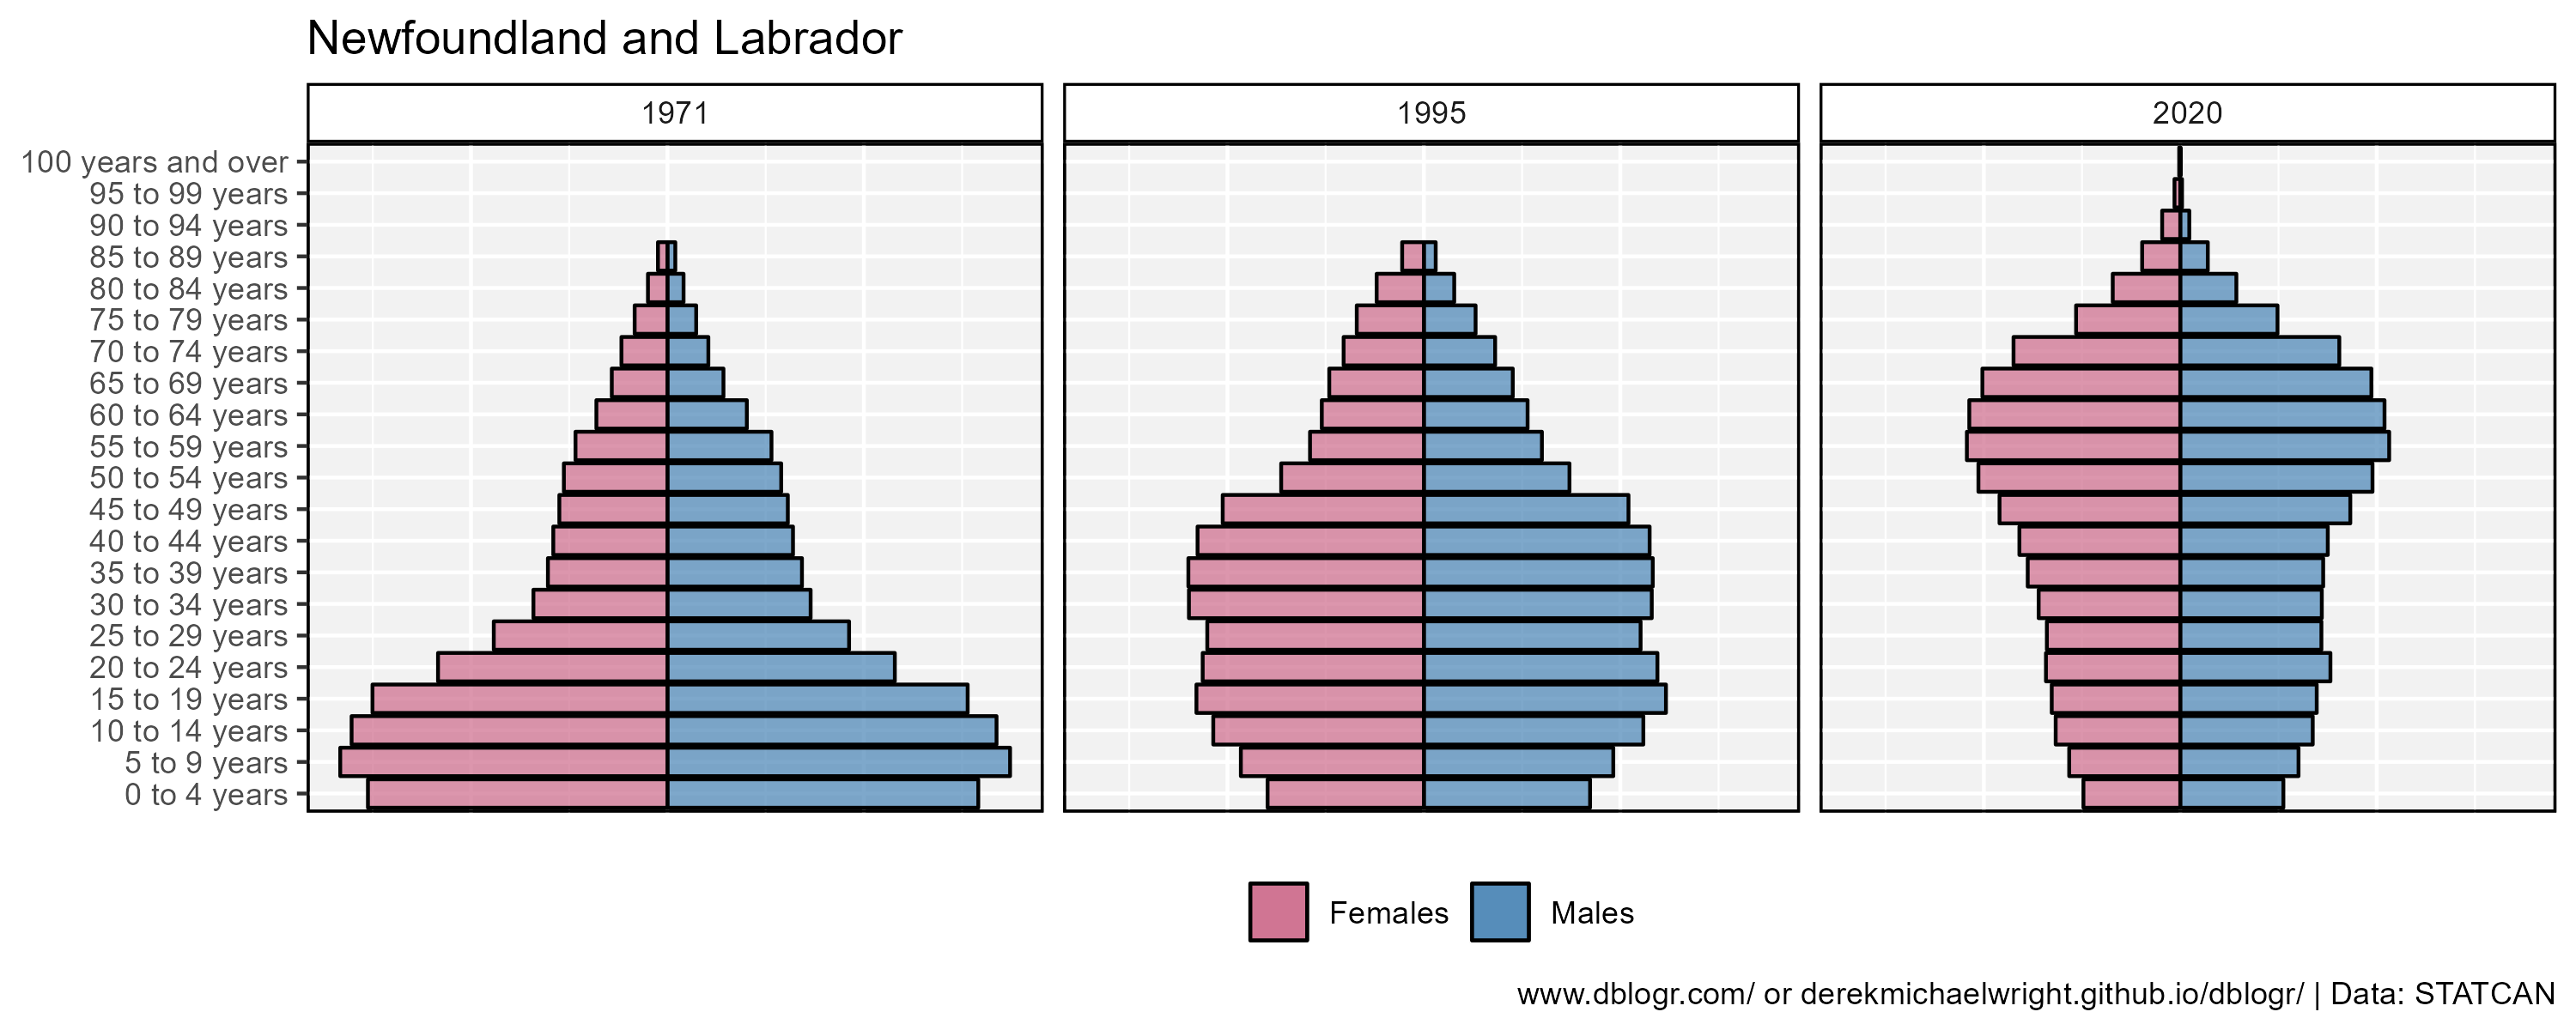 Newfoundland and Labrador
1971
1995
2020
100 years and over
95 to 99 years
90 to 94 years
85 to 89 years
80 to 84 years
75 to 79 years
70 to 74 years
65 to 69 years
60 to 64 years
55 to 59 years
50 to 54 years
45 to 49 years
40 to 44 years
35 to 39 years
30 to 34 years
25 to 29 years
20 to 24 years
15 to 19 years
10 to 14 years
5 to 9 years
0 to 4 years
Females
Males
www.dblogr.com/ or derekmichaelwright.github.io/dblogr/ | Data: STATCAN